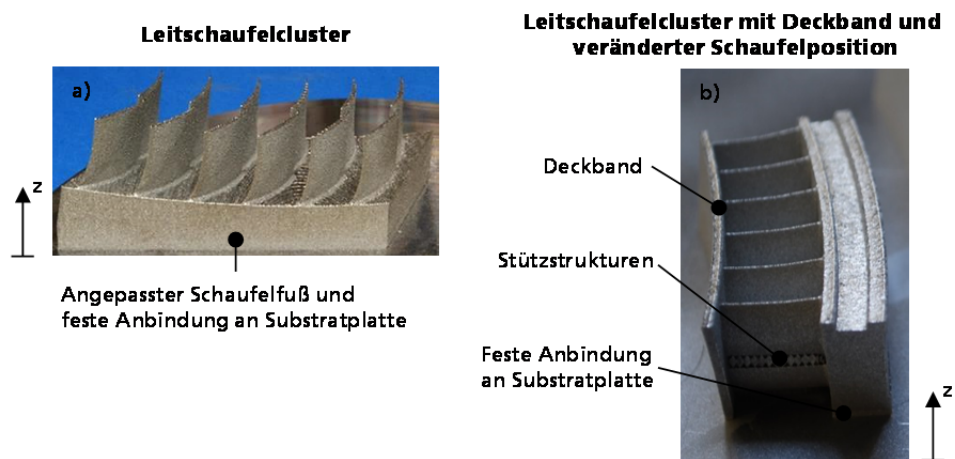 Leitschaufelcluster
a)
z
Angepasster Schaufelfuß und
feste Anbindung an Substratplatte
Leitschaufelcluster mit Deckband und
veränderter Schaufelposition
b)
Deckband
Stützstrukturen
Feste Anbindung
an Substratplatte
z